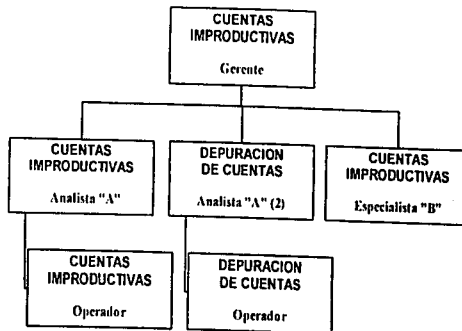 CUENTAS
IMPRODUCTIVAS
Gerente
CUENTAS
IMPRODUCTIVAS
Analista "A"
DEPURACION
DE CUENTAS
Analista "A" (2)
CUENTAS
IMPRODUCTIVAS
Especialista "B"
CUENTAS
IMPRODUCTIVAS
Operador
DEPURACION
DE CUENTAS
Operador